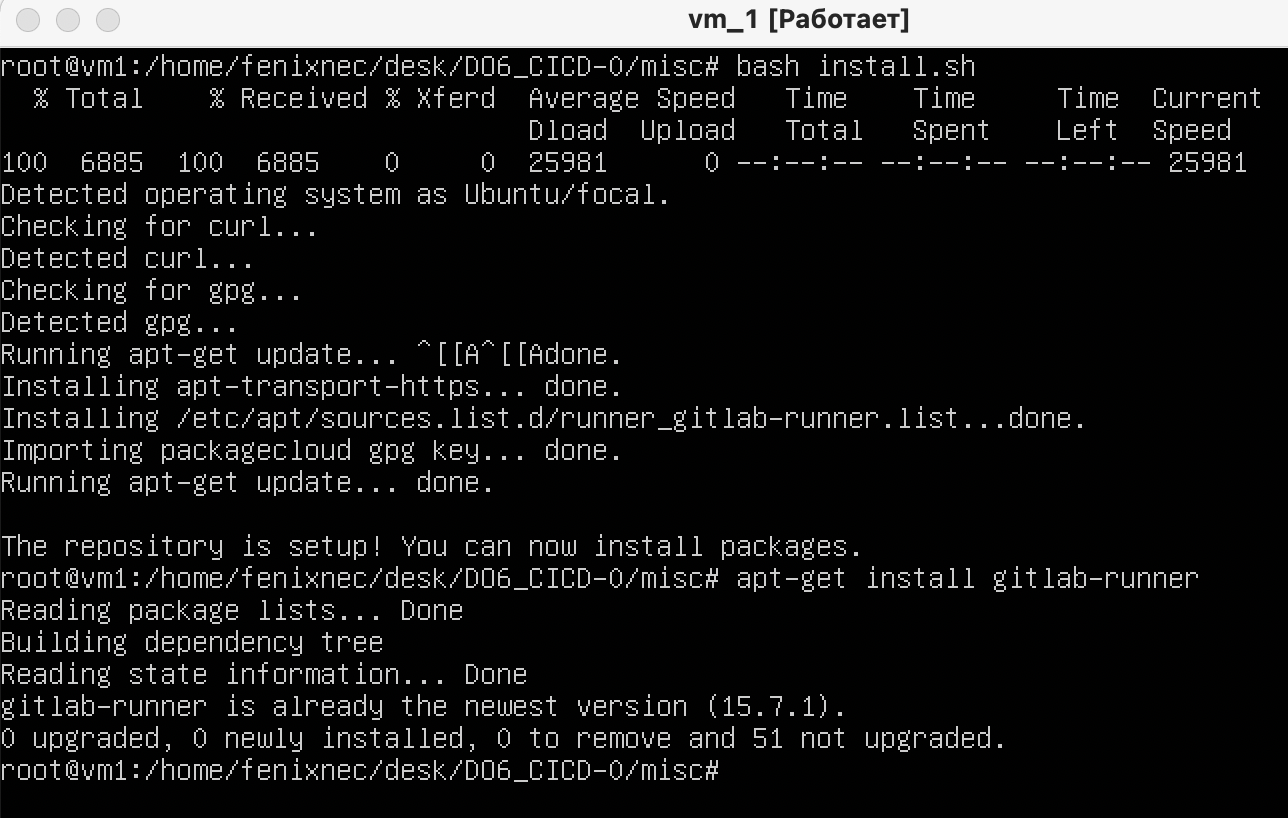 vm_1 [Работает]
root@vm1:/home/fenixnec/desk/DO6_CICD-0/misc# bash install.sh
  % Total    % Received % Xferd  Average Speed   Time    Time     Time  Current
                                 Dload  Upload   Total   Spent    Left  Speed
100  6885  100  6885    0     0  25981      0 --:--:-- --:--:-- --:--:-- 25981
Detected operating system as Ubuntu/focal.
Checking for curl...
Detected curl...
Checking for gpg...
Detected gpg...
Running apt-get update... ^[[A^[[Adone.
Installing apt-transport-https... done.
Installing /etc/apt/sources.list.d/runner_gitlab-runner.list...done.
Importing packagecloud gpg key... done.
Running apt-get update... done.
The repository is setup! You can now install packages.
root@vm1:/home/fenixnec/desk/DO6_CICD-0/misc# apt-get install gitlab-runner
Reading package lists... Done
Building dependency tree
Reading state information... Done
gitlab-runner is already the newest version (15.7.1).
0 upgraded, 0 newly installed, 0 to remove and 51 not upgraded.
root@vm1:/home/fenixnec/desk/DO6_CICD-0/misc#